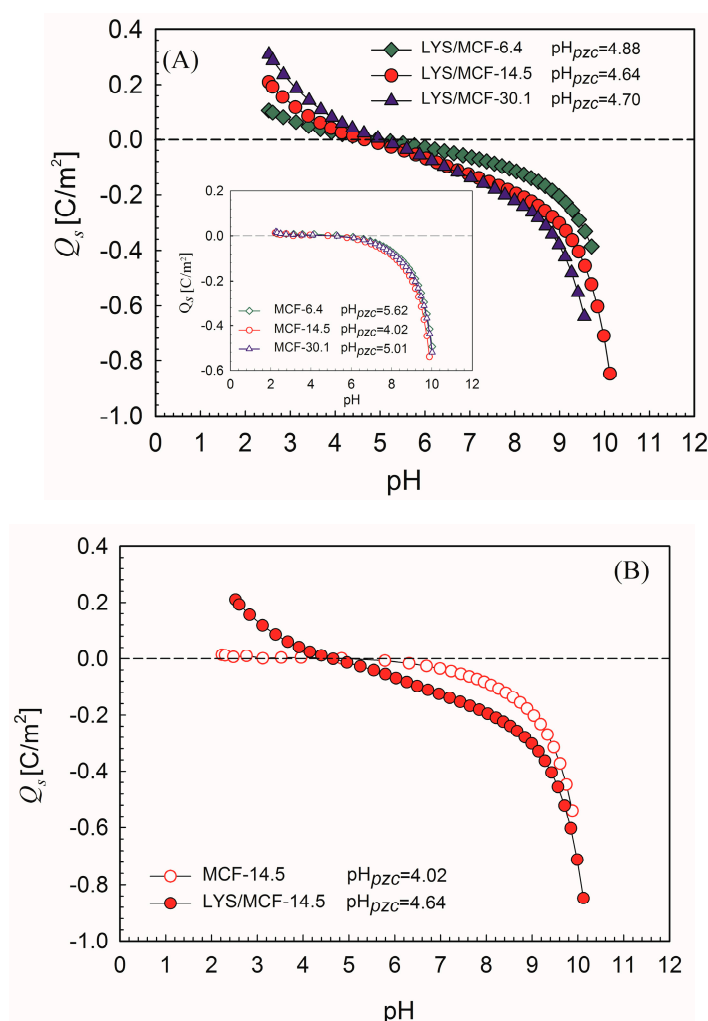 (A)
LYS/MCF-6.4 pHpzc=4.88
LYS/MCF-14.5 pHpzc=4.64
LYS/MCF-30.1 pHpzc=4.70
0.4
0.2
0.0
-0.2
-0.4
-0.6
-0.8
-1.0
Qs [C/m²]
0.2
0.0
-0.2
-0.4
-0.6
Qs [C/m²]
MCF-6.4 pHpzc=5.62
MCF-14.5 pHpzc=4.02
MCF-30.1 pHpzc=5.01
0 2 4 6 8 10 12
pH
0 1 2 3 4 5 6 7 8 9 10 11 12
pH
(B)
0.4
0.2
0.0
-0.2
-0.4
-0.6
-0.8
-1.0
Qs [C/m²]
MCF-14.5 pHpzc=4.02
LYS/MCF-14.5 pHpzc=4.64
0 1 2 3 4 5 6 7 8 9 10 11 12
pH